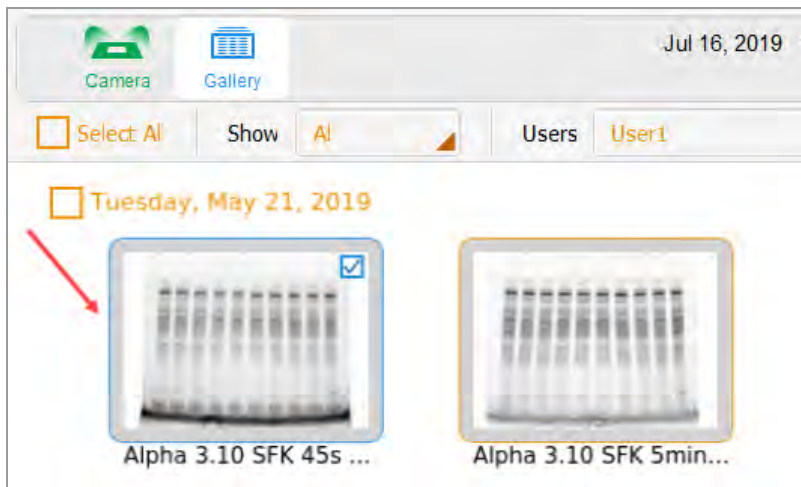 Jul 16, 2019
Camera Gallery
Select All Show All Users User1
Tuesday, May 21, 2019
Alpha 3.10 SFK 45s ... Alpha 3.10 SFK 5min...